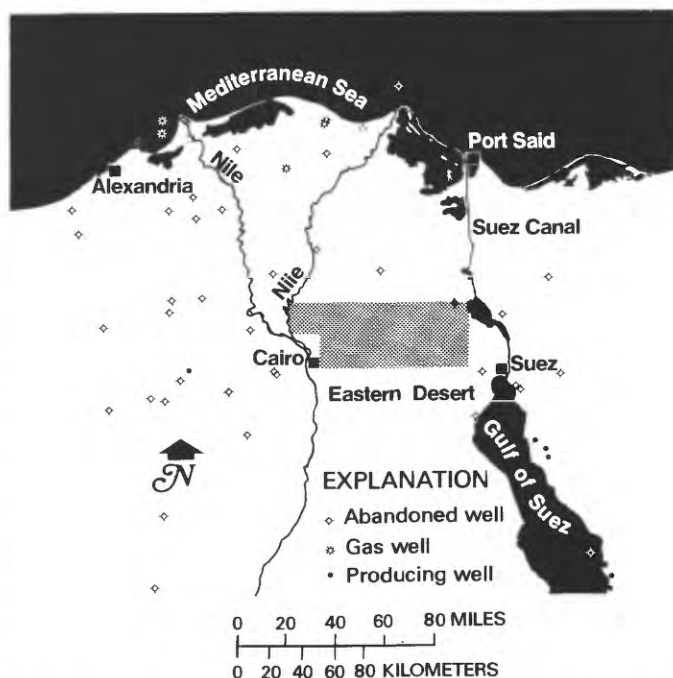 Mediterranean Sea
Port Said
Nile
Alexandria
Suez Canal
Nile
Cairo
Suez
Eastern Desert
Gulf of Suez
N
EXPLANATION
Abandoned well
Gas well
Producing well
0 20 40 60 80 MILES
0 20 40 60 80 KILOMETERS